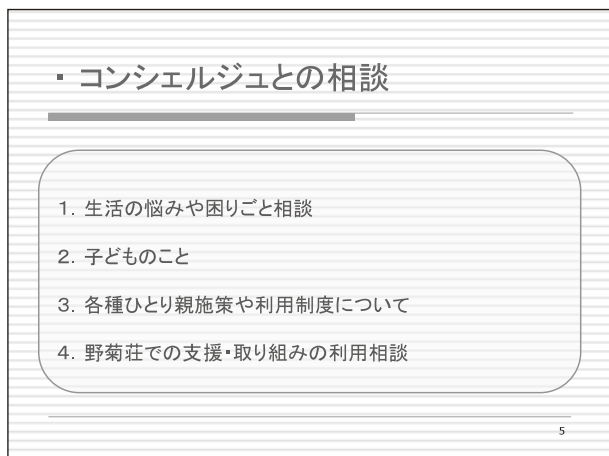 ▪ コンシェルジュとの相談
1. 生活の悩みや困りごと相談
2. 子どものこと
3. 各種ひとり親施策や利用制度について
4. 野菊荘での支援・取り組みの利用相談
5